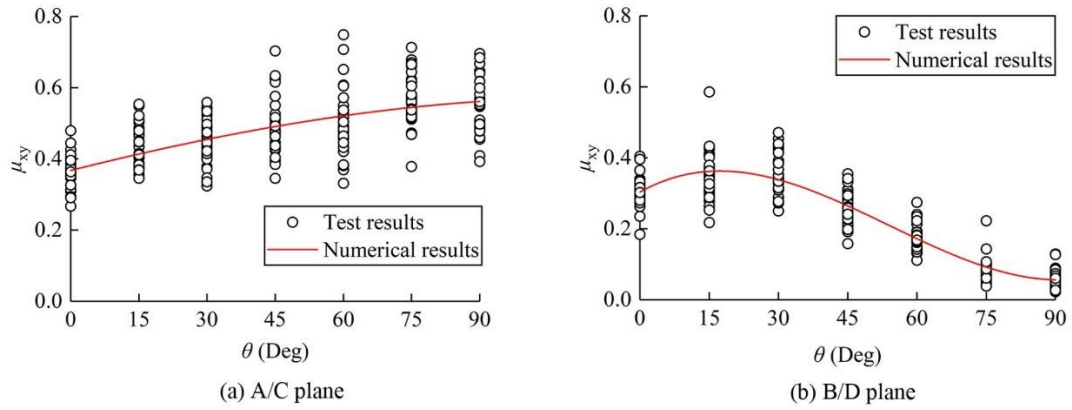 0.8
0.6
0.4
0.2
0.0
μxy
Test results
Numerical results
0 15 30 45 60 75 90
θ (Deg)
(a) A/C plane
0.8
0.6
0.4
0.2
0.0
μxy
Test results
Numerical results
0 15 30 45 60 75 90
θ (Deg)
(b) B/D plane